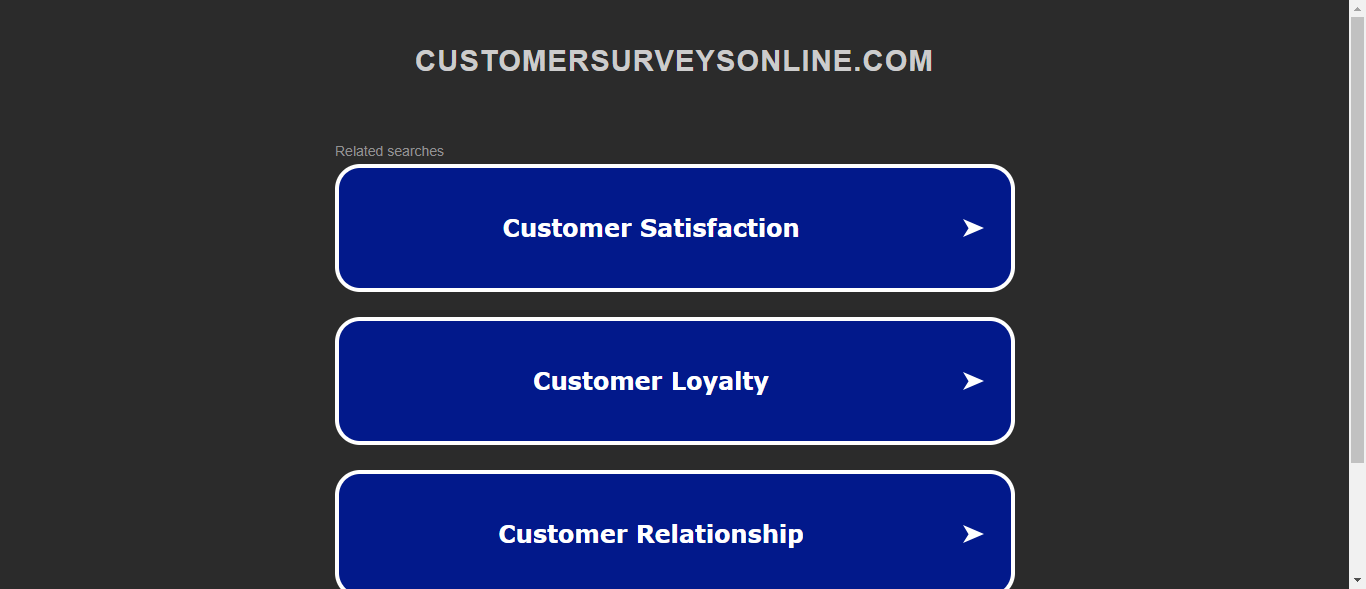 CUSTOMERSURVEYSONLINE.COM
Related searches
Customer Satisfaction
Customer Loyalty
Customer Relationship